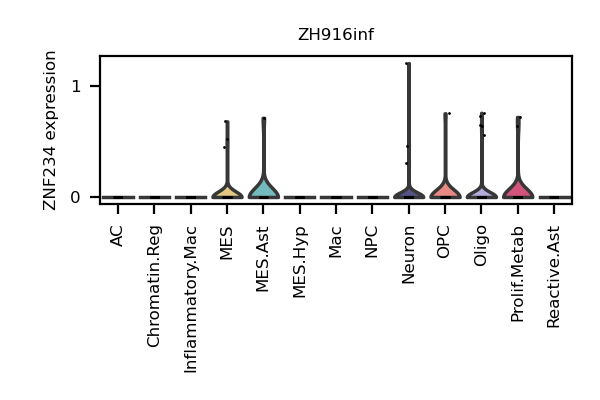 ZH916inf
ZNF234 expression
1
0
AC
Chromatin.Reg
Inflammatory.Mac
MES
MES.Ast
MES.Hyp
Mac
NPC
Neuron
OPC
Oligo
Prolif.Metab
Reactive.Ast